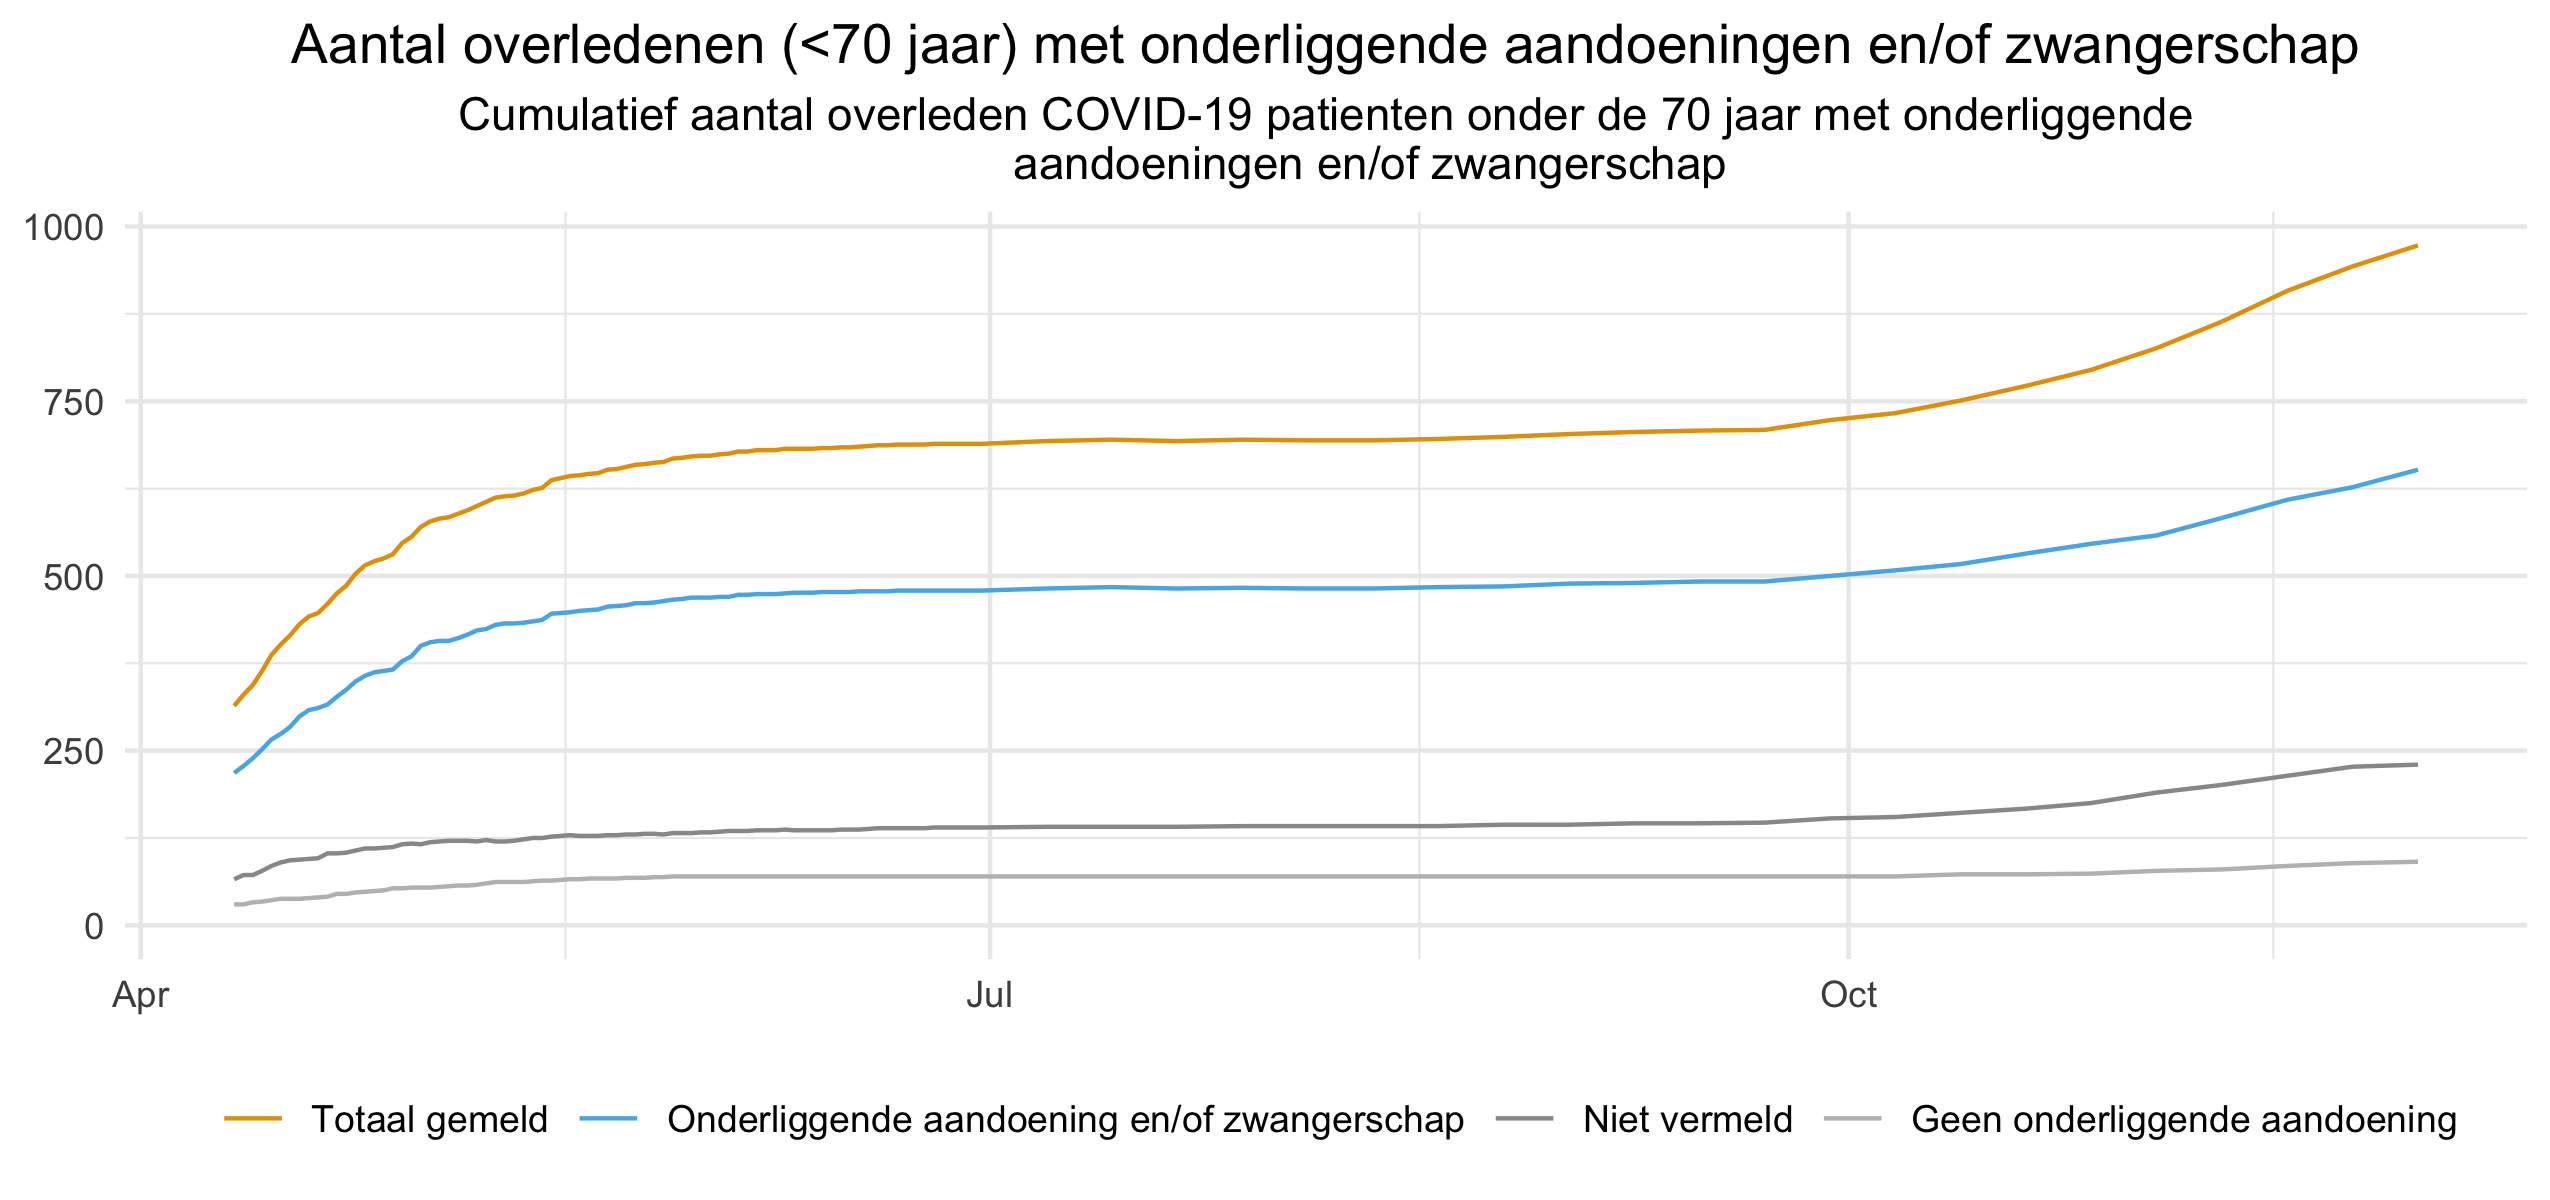 Aantal overledenen (<70 jaar) met onderliggende aandoeningen en/of zwangerschap
Cumulatief aantal overleden COVID-19 patienten onder de 70 jaar met onderliggende
aandoeningen en/of zwangerschap
1000
750
500
250
0
Apr Jul Oct
Totaal gemeld Onderliggende aandoening en/of zwangerschap Niet vermeld Geen onderliggende aandoening